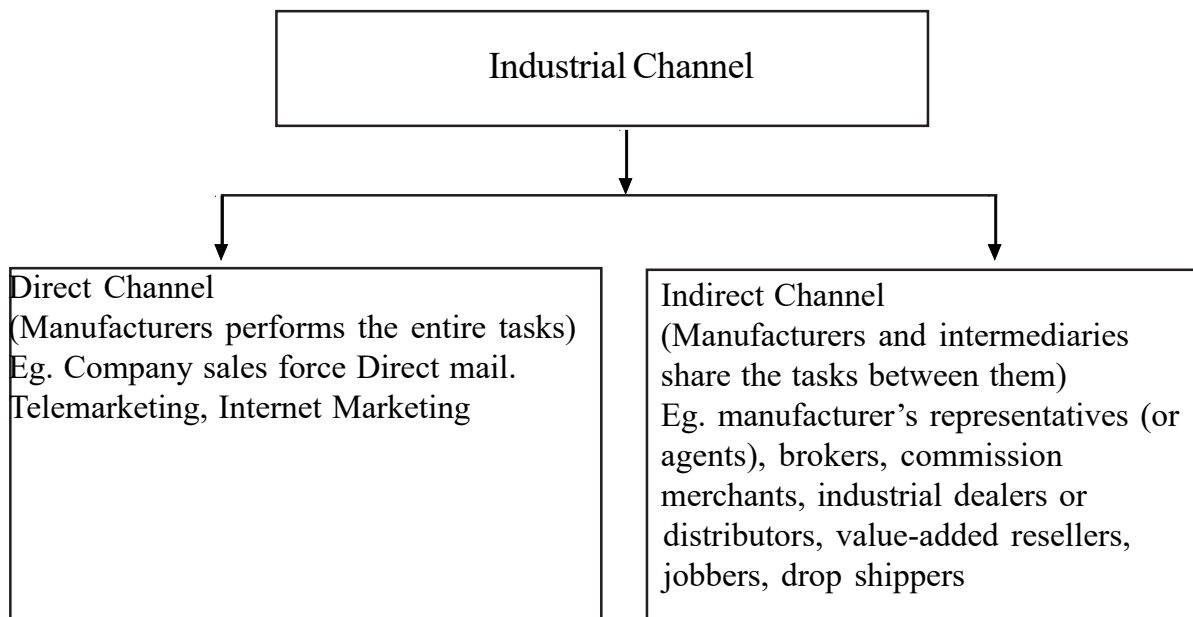 Industrial Channel
Direct Channel
(Manufacturers performs the entire tasks)
Eg. Company sales force Direct mail.
Telemarketing, Internet Marketing
Indirect Channel
(Manufacturers and intermediaries
share the tasks between them)
Eg. manufacturer’s representatives (or
agents), brokers, commission
merchants, industrial dealers or
distributors, value-added resellers,
jobbers, drop shippers